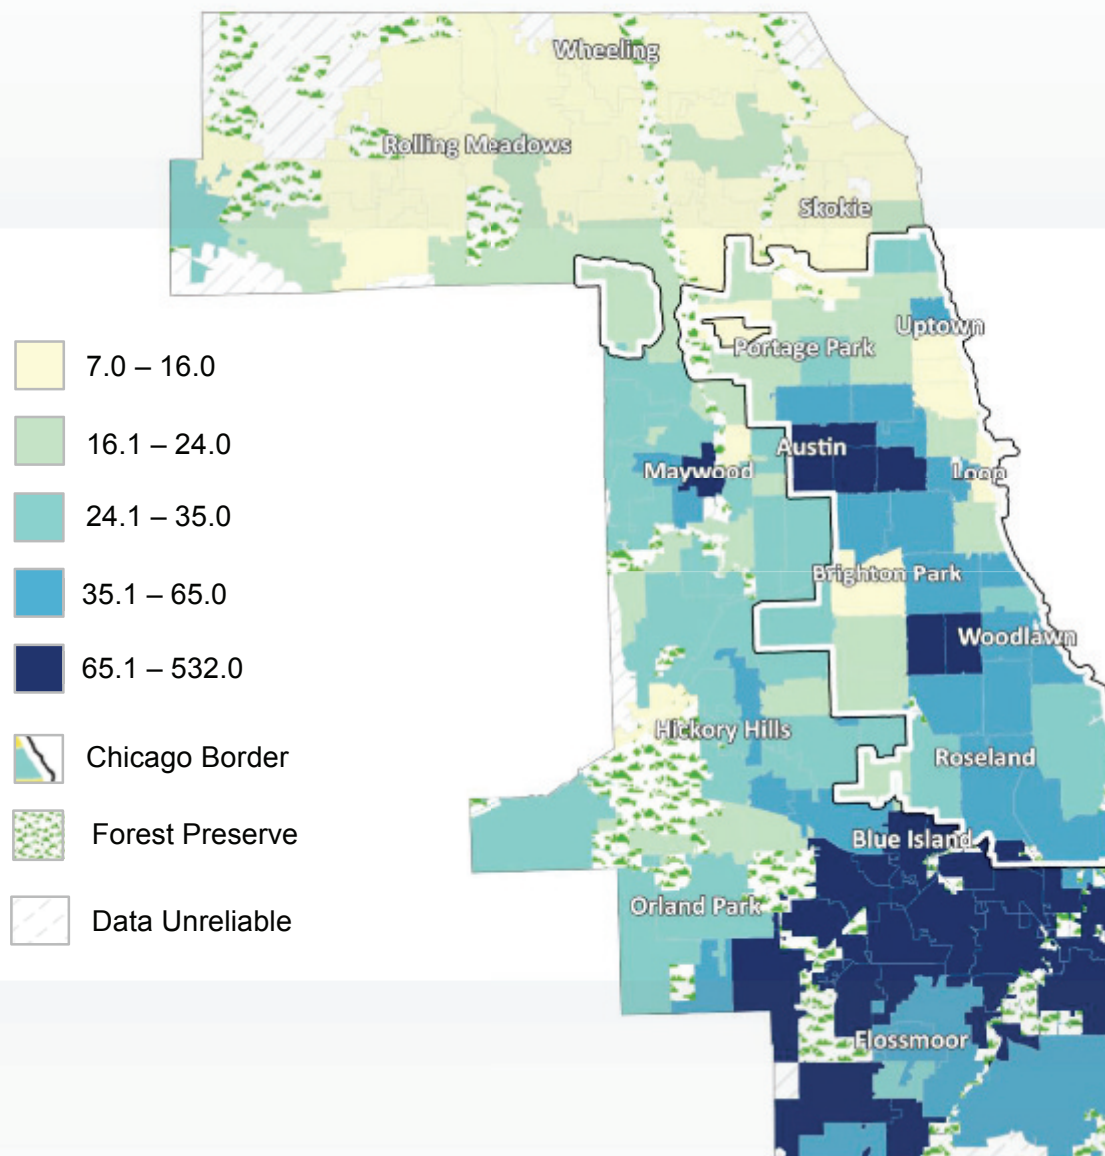 Wheeling
Rolling Meadows
Skokie
Uptown
Portage Park
7.0 – 16.0
16.1 – 24.0
Austin
Maywood
Loop
24.1 – 35.0
Brighton Park
35.1 – 65.0
Woodlawn
65.1 – 532.0
Hickory Hills
Chicago Border
Roseland
Forest Preserve
Blue Island
Orland Park
Data Unreliable
Flossmoor